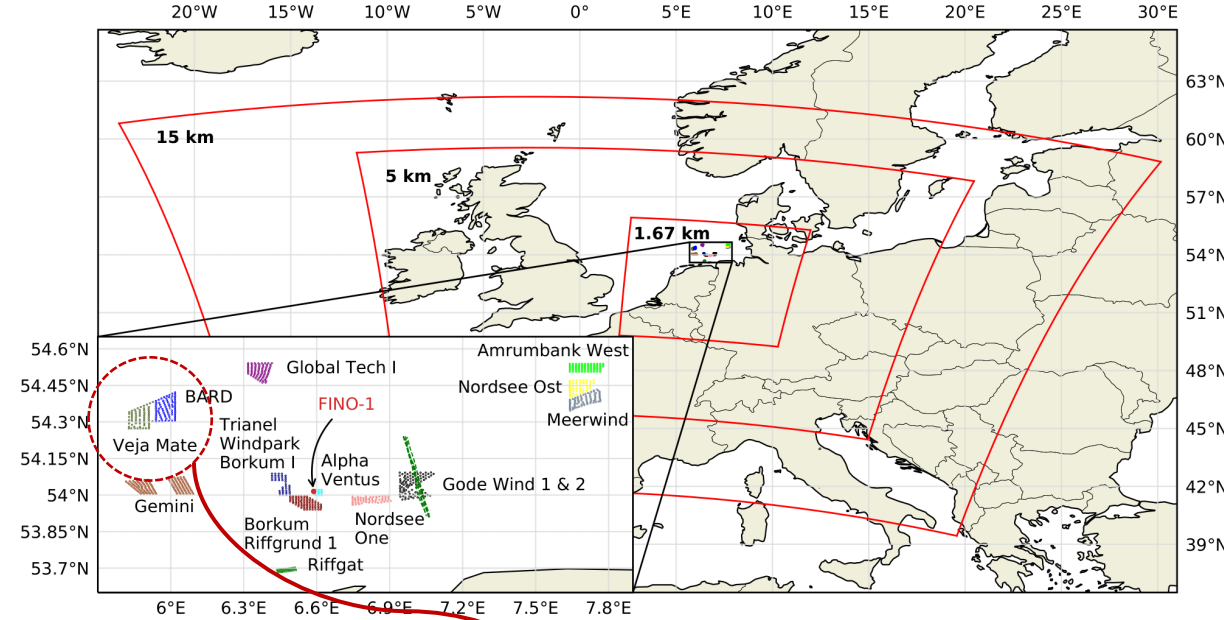 20°W 15°W 10°W 5°W 0° 5°E 10°E 15°E 20°E 25°E 30°E
63°N
60°N
57°N
54°N
51°N
48°N
45°N
42°N
39°N
15 km
5 km
1.67 km
54.6°N
54.45°N
54.3°N
54.15°N
54°N
53.85°N
53.7°N
Global Tech I
Amrumbank West
Nordsee Ost
Meerwind
BARD
Veja Mate
FINO-1
Trianel
Windpark
Borkum I
Alpha
Ventus
Gode Wind 1 & 2
Gemini
Borkum
Riffgrund 1
Nordsee
One
Riffgat
6°E 6.3°E 6.6°E 6.9°E 7.2°E 7.5°E 7.8°E